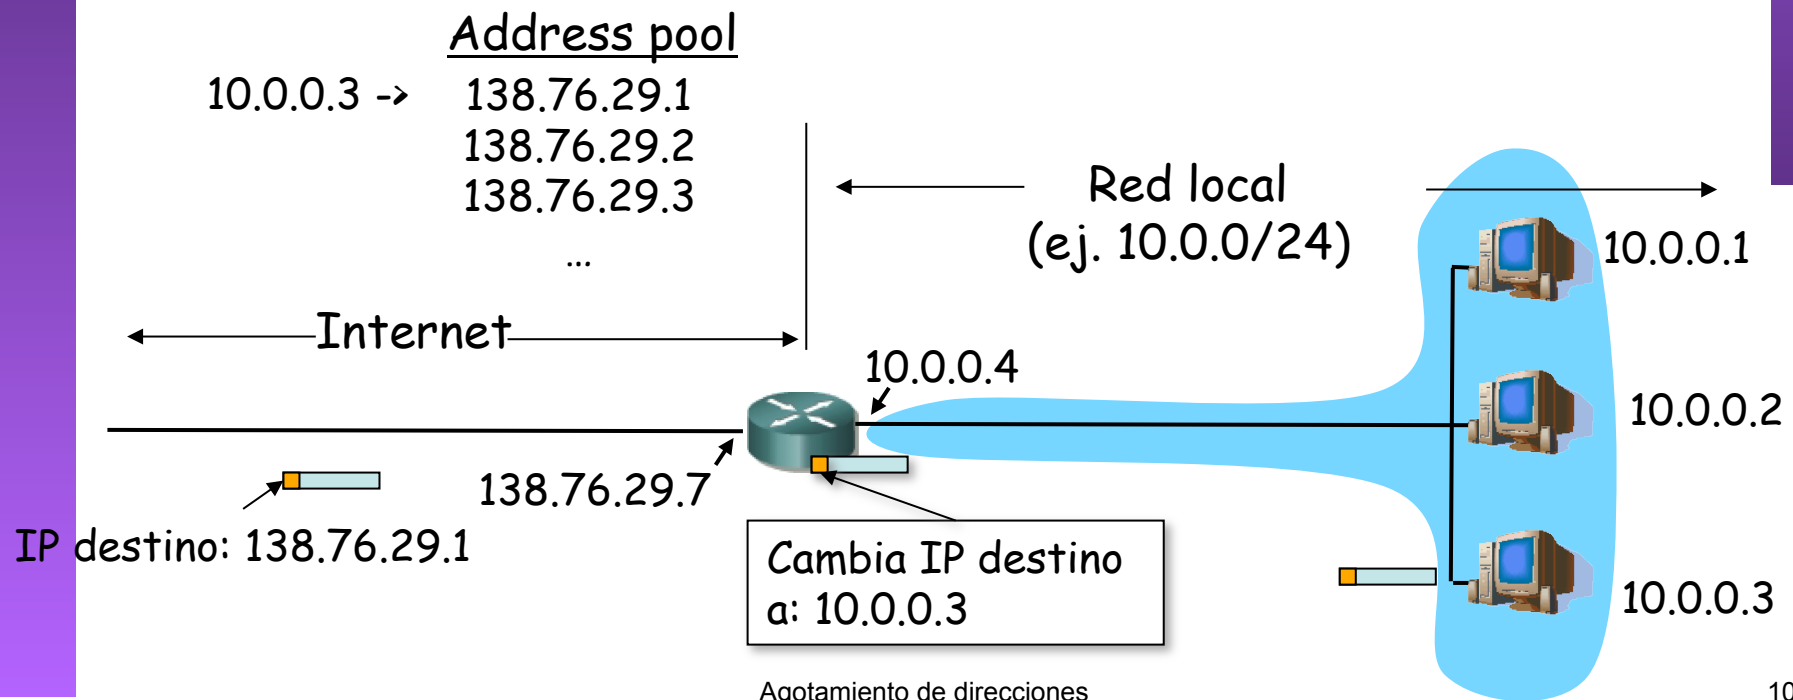 Address pool
10.0.0.3 -> 138.76.29.1
138.76.29.2
138.76.29.3
...
Red local
(ej. 10.0.0/24)
10.0.0.1
Internet
10.0.0.4
10.0.0.2
138.76.29.7
IP destino: 138.76.29.1
Cambia IP destino
a: 10.0.0.3
10.0.0.3
Agotamiento de direcciones
10